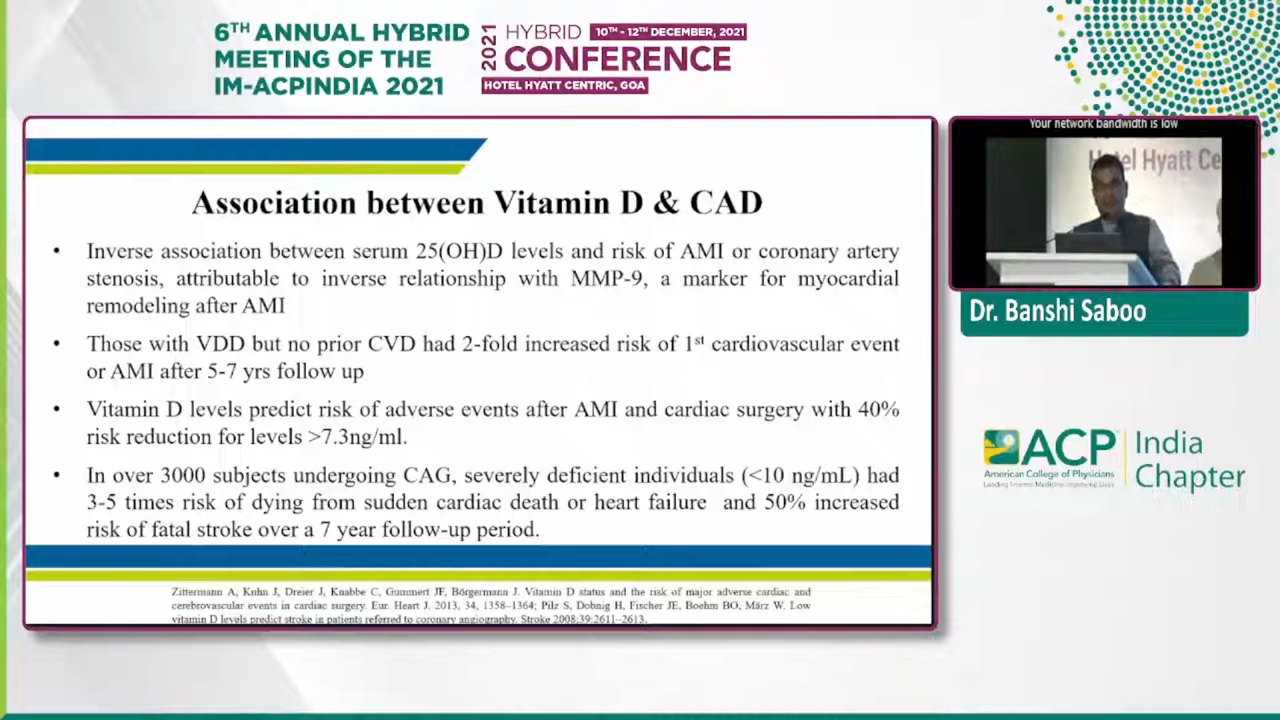 6TH ANNUAL HYBRID
MEETING OF THE
IM-ACPINDIA 2021
2021
HYBRID 10TH - 12TH DECEMBER, 2021
CONFERENCE
HOTEL HYATT CENTRIC, GOA
Association between Vitamin D & CAD
• Inverse association between serum 25(OH)D levels and risk of AMI or coronary artery
stenosis, attributable to inverse relationship with MMP-9, a marker for myocardial
remodeling after AMI
• Those with VDD but no prior CVD had 2-fold increased risk of 1st cardiovascular event
or AMI after 5-7 yrs follow up
• Vitamin D levels predict risk of adverse events after AMI and cardiac surgery with 40%
risk reduction for levels >7.3ng/ml.
• In over 3000 subjects undergoing CAG, severely deficient individuals (<10 ng/mL) had
3-5 times risk of dying from sudden cardiac death or heart failure and 50% increased
risk of fatal stroke over a 7 year follow-up period.
Zittermann A, Kuhn J, Dreier J, Knabbe C, Gummert JF, Börgermann J. Vitamin D status and the risk of major adverse cardiac and
cerebrovascular events in cardiac surgery. Eur. Heart J. 2013, 34, 1358–1364; Pilz S, Dobnig H, Fischer JE, Boehm BO, März W. Low
vitamin D levels predict stroke in patients referred to coronary angiography. Stroke 2008;39:2611–2613.
Your network bandwidth is low
Hotel Hyatt Ce
Dr. Banshi Saboo
ACP
American College of Physicians
Leading Internal Medicine, Improving Lives
India
Chapter